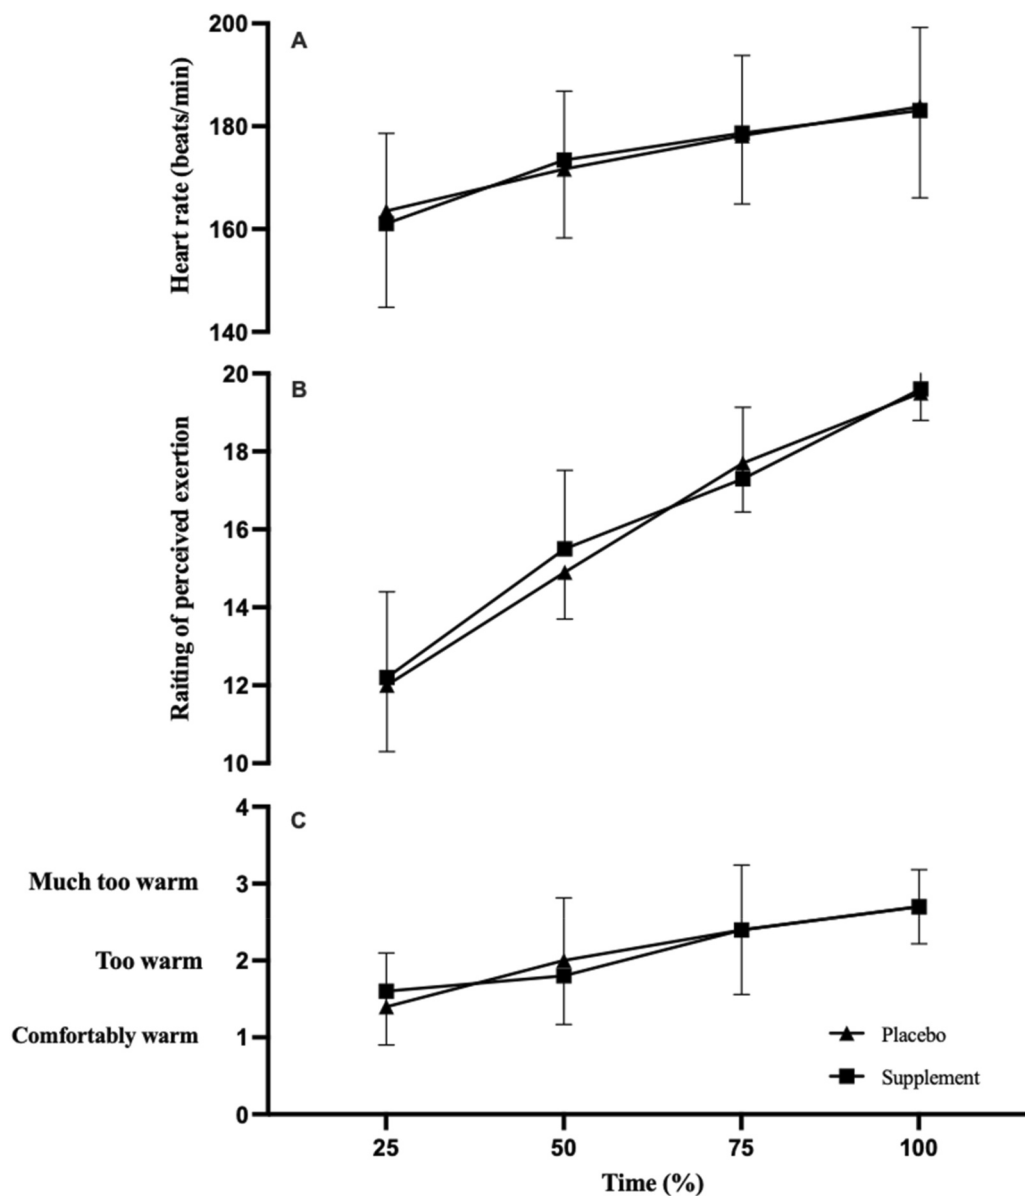 A
200
180
160
140
Heart rate (beats/min)
B
20
18
16
14
12
10
Raiting of perceived exertion
C
4
3
2
1
0
Much too warm
Too warm
Comfortably warm
Placebo
Supplement
25 50 75 100
Time (%)